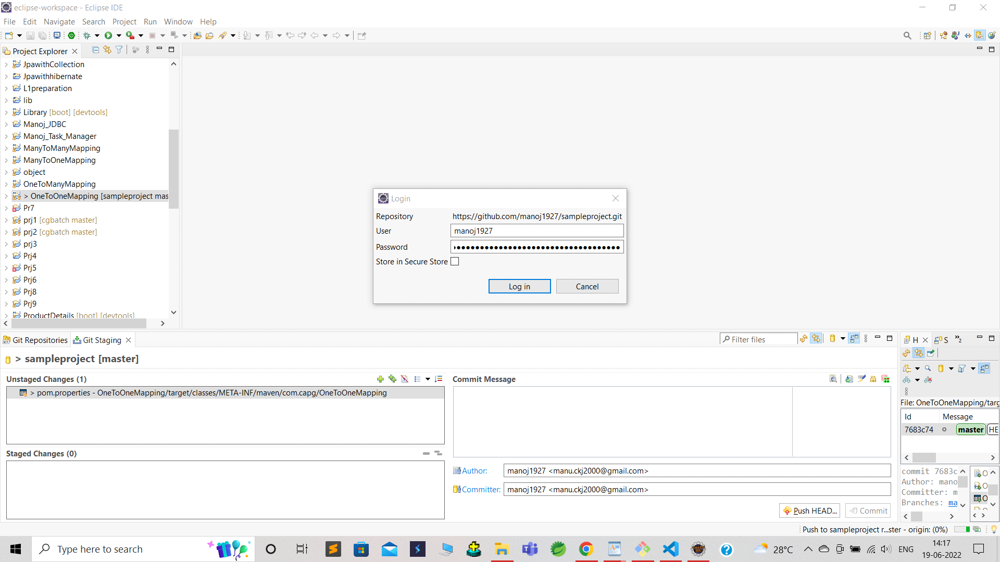 eclipse-workspace - Eclipse IDE
File Edit Navigate Search Project Run Window Help
Project Explorer
JpawithCollection
Jpawithhibernate
L1preparation
lib
Library [boot] [devtools]
Manoj_JDBC
Manoj_Task_Manager
ManyToManyMapping
ManyToOneMapping
object
OneToManyMapping
> OneToOneMapping [sampleproject mas
Pr7
prj1 [cgbatch master]
prj2 [cgbatch master]
prj3
Prj4
Prj5
Prj6
Prj8
Prj9
ProductDetails [boot] [devtools]
Login
Repository https://github.com/manoj1927/sampleproject.git
User manoj1927
Password
Store in Secure Store
Log in Cancel
Git Repositories Git Staging
Filter files
> sampleproject [master]
Unstaged Changes (1)
> pom.properties - OneToOneMapping/target/classes/META-INF/maven/com.capg/OneToOneMapping
Staged Changes (0)
Commit Message
Author: manoj1927 <manu.ckj2000@gmail.com>
Committer: manoj1927 <manu.ckj2000@gmail.com>
Push HEAD... Commit
H S »2
File: OneToOneMapping/targ
Id Message
7683c74 master HE
commit 7683c
Author: mano
Committer: m
Branches: ma
O
O
O
Push to sampleproject r...ster - origin: (0%)
Type here to search
28°C ENG
14:17
19-06-2022